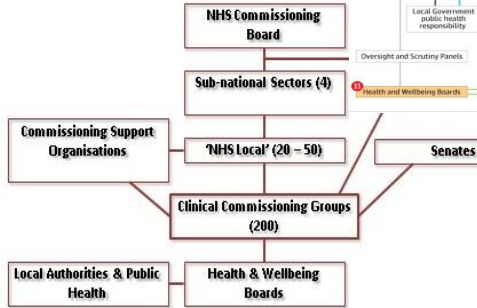 NHS Commissioning
Board
Local Government
public health
responsibility
Oversight and Scrutiny Panels
Sub-national Sectors (4)
11
Health and Wellbeing Boards
Commissioning Support
Organisations
'NHS Local' (20 – 50)
Senates
Clinical Commissioning Groups
(200)
Local Authorities & Public
Health
Health & Wellbeing
Boards